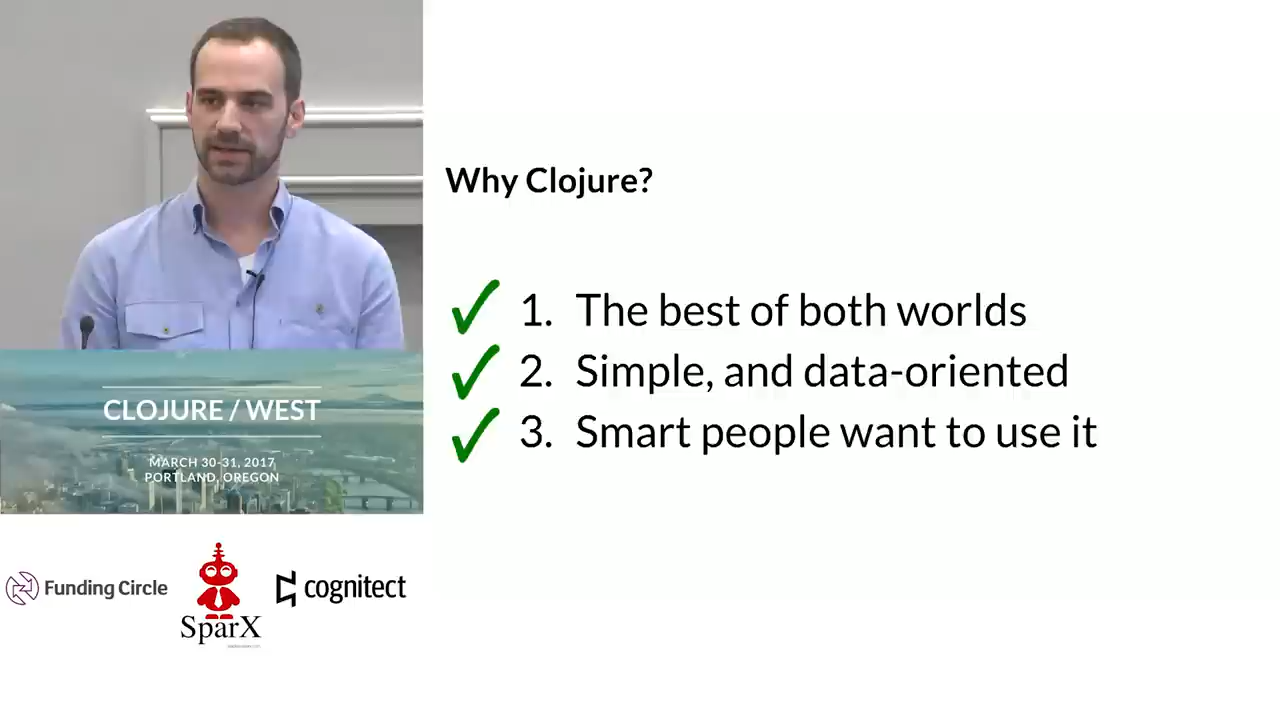 Why Clojure?
1. The best of both worlds
2. Simple, and data-oriented
3. Smart people want to use it
CLOJURE / WEST
MARCH 30-31, 2017
PORTLAND, OREGON
Funding Circle
SparX
cognitect